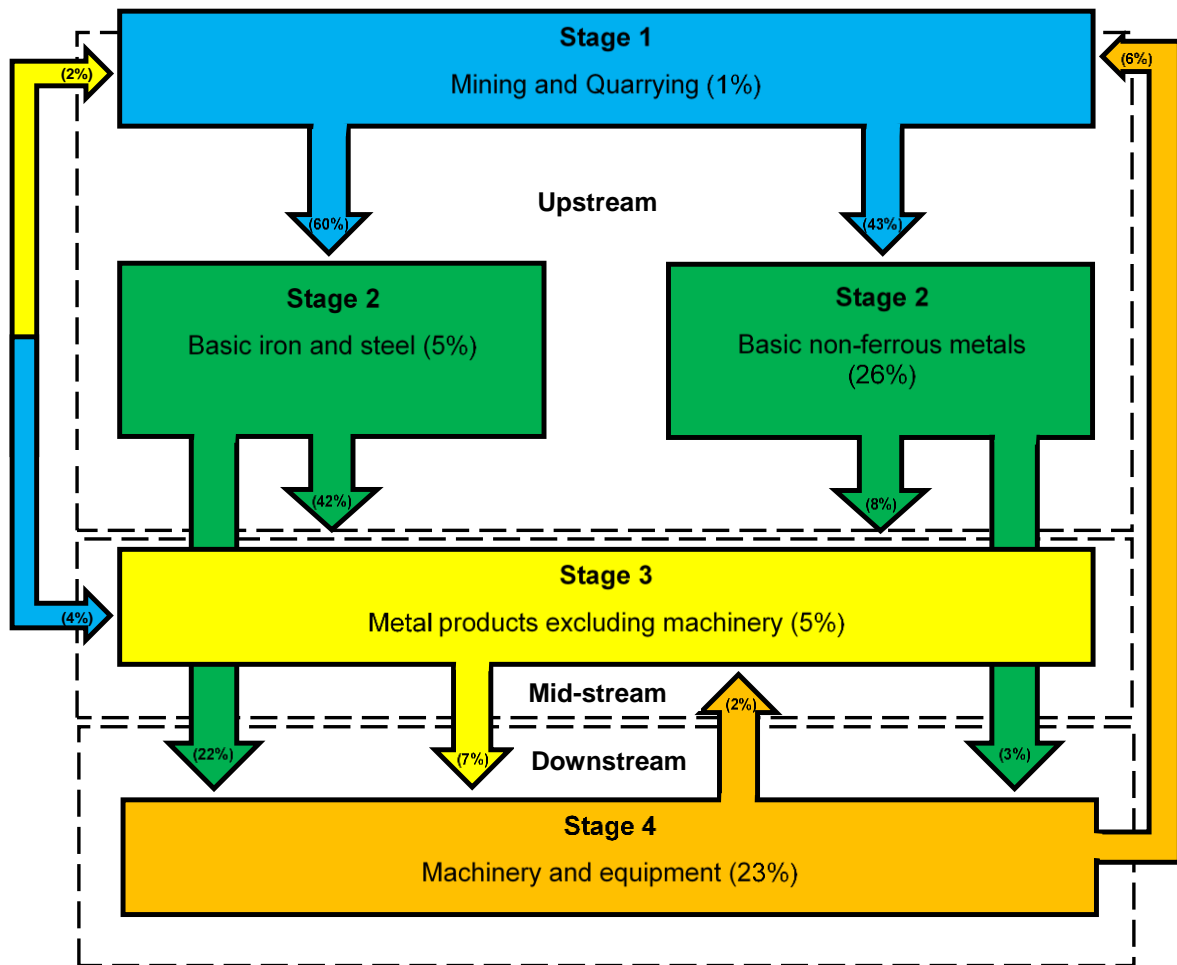 Stage 1
(2%)
(6%)
Mining and Quarrying (1%)
Upstream
(60%)
(43%)
Stage 2
Basic iron and steel (5%)
Stage 2
Basic non-ferrous metals
(26%)
(42%)
(8%)
Stage 3
(4%)
Metal products excluding machinery (5%)
Mid-stream
(2%)
(22%)
(7%)
Downstream
(3%)
Stage 4
Machinery and equipment (23%)